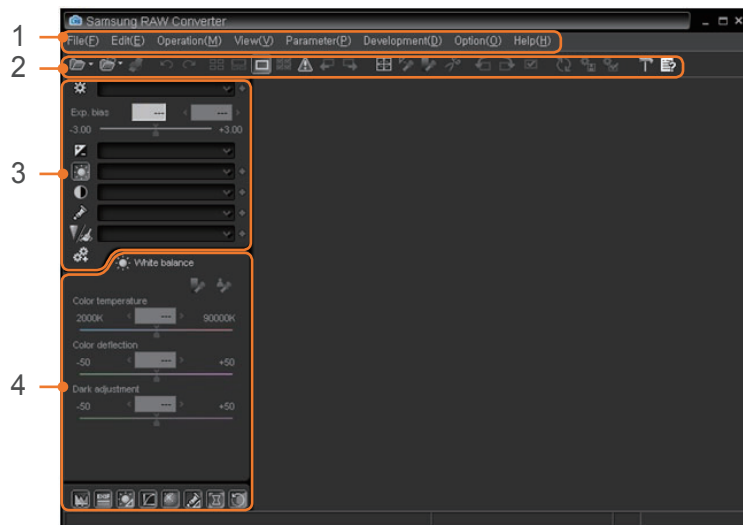 Samsung RAW Converter
1
File(F) Edit(E) Operation(M) View(V) Parameter(P) Development(D) Option(O) Help(H)
2
Exp. bias --- ---
-3.00 +3.00
3
White balance
Color temperature
2000K --- 90000K
Color deflection
-50 --- +50
4
Dark adjustment
-50 --- +50
EXIF